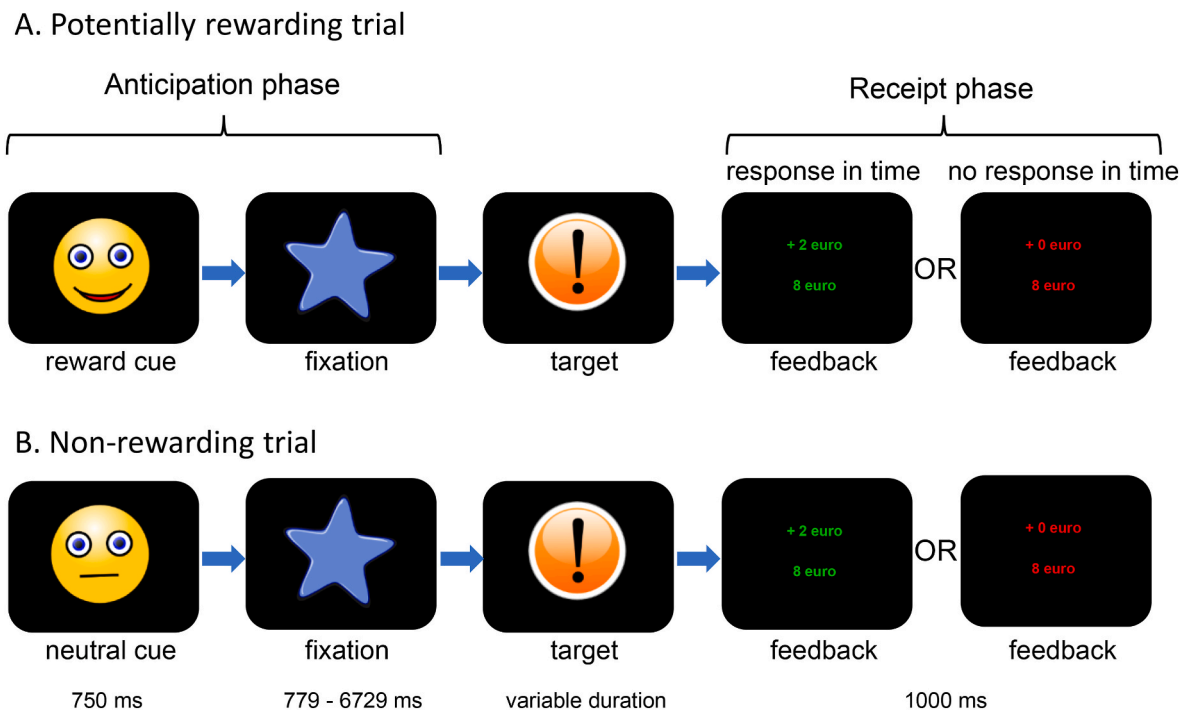 A. Potentially rewarding trial
Anticipation phase
Receipt phase
response in time
no response in time
+ 2 euro
8 euro
OR
+ 0 euro
8 euro
reward cue
fixation
target
feedback
feedback
B. Non-rewarding trial
+ 2 euro
8 euro
OR
+ 0 euro
8 euro
neutral cue
fixation
target
feedback
feedback
750 ms
779 - 6729 ms
variable duration
1000 ms